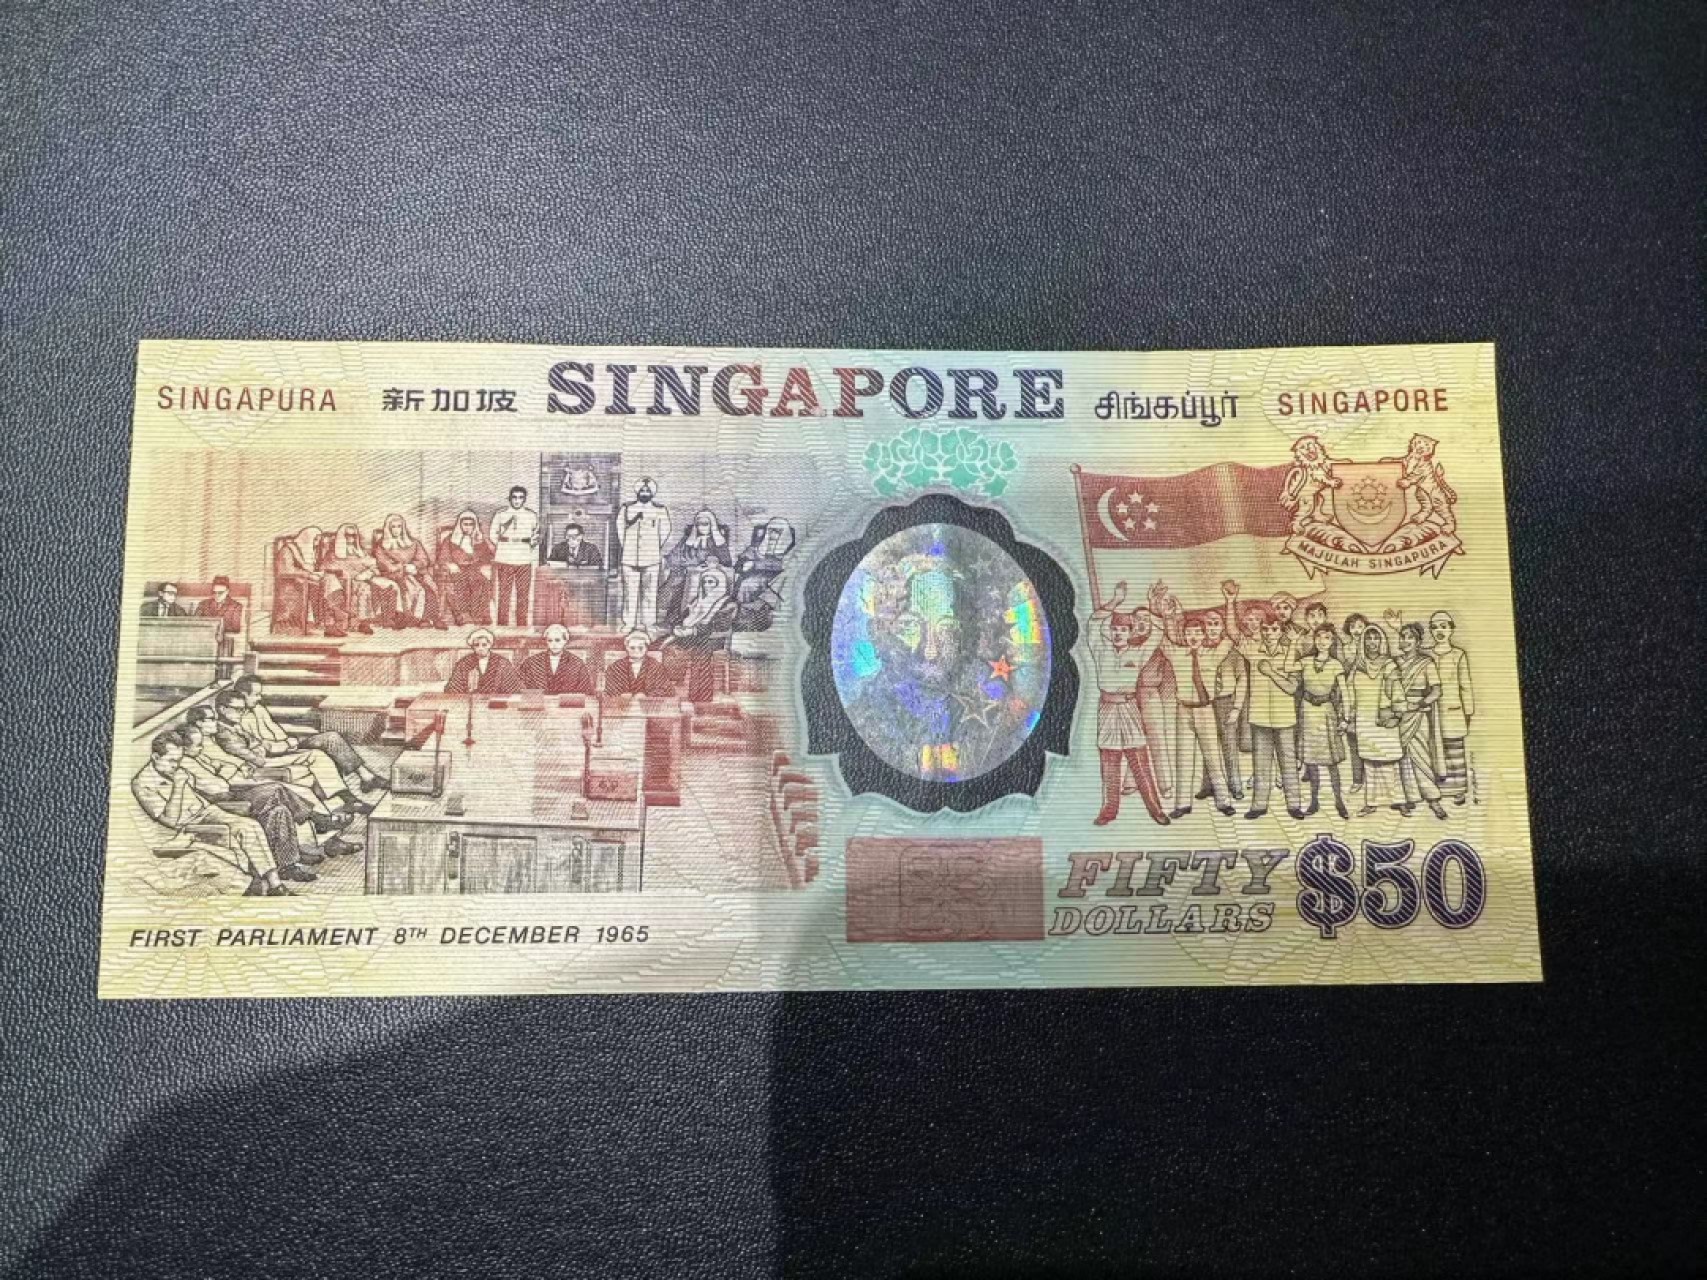 SINGAPURA 新加坡 SINGAPORE சிங்கப்பூர் SINGAPORE
MAJULAH SINGAPURA
FIFTY $50
DOLLARS
FIRST PARLIAMENT 8TH DECEMBER 1965